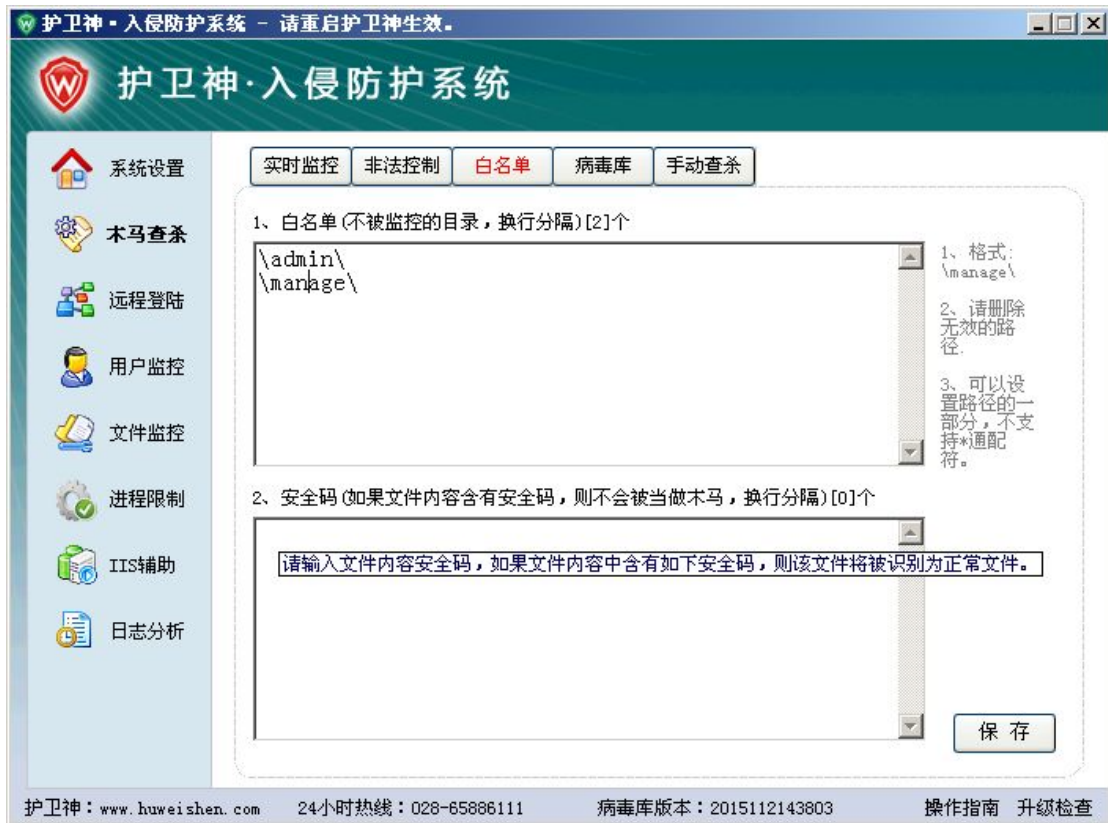 护卫神·入侵防护系统 - 请重启护卫神生效。
护卫神·入侵防护系统
系统设置
木马查杀
远程登陆
用户监控
文件监控
进程限制
IIS辅助
日志分析
实时监控 非法控制 白名单 病毒库 手动查杀
1、白名单(不被监控的目录，换行分隔)[2]个
\admin\
\manage\
1、格式:
\manage\
2、请删除
无效的路
径.
3、可以设
置路径的一
部分，不支
持*通配
符。
2、安全码(如果文件内容含有安全码，则不会被当做木马，换行分隔)[0]个
请输入文件内容安全码，如果文件内容中含有如下安全码，则该文件将被识别为正常文件。
保 存
护卫神：www.huweishen.com 24小时热线：028-65886111 病毒库版本：2015112143803 操作指南 升级检查